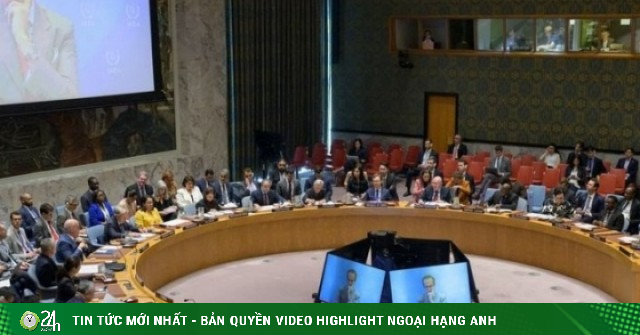 24h
TIN TỨC MỚI NHẤT - BẢN QUYỀN VIDEO HIGHLIGHT NGOẠI HẠNG ANH